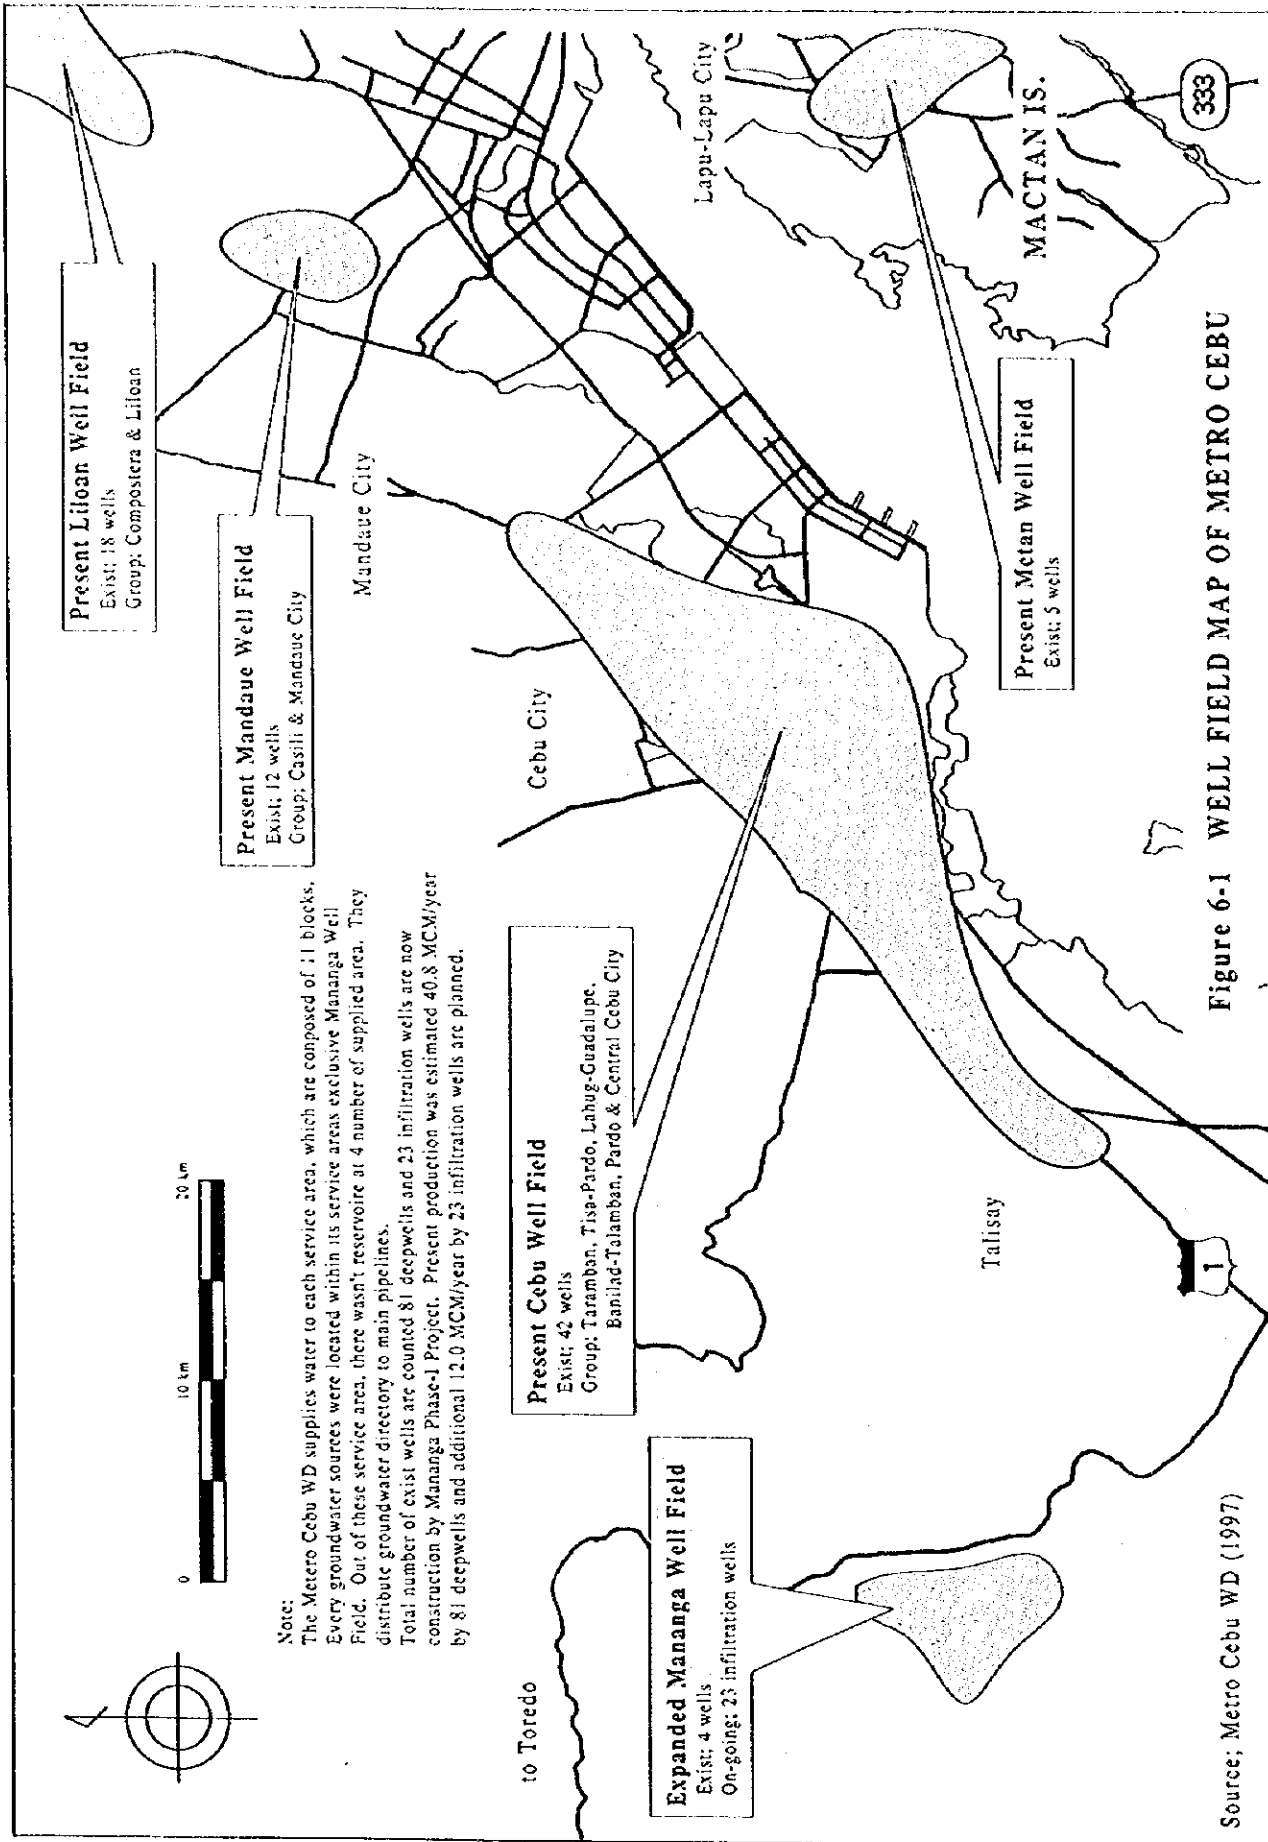 Present Liloan Well Field
Exist; 18 wells
Group; Compostera & Liloan
Present Mandaue Well Field
Exist; 12 wells
Group; Casili & Mandaue City
Mundaue City
Lapu-Lapu City
MACTAN IS.
333
0
10 km
20 km
Note:
The Metero Cebu WD supplies water to each service area, which are conposed of 11 blocks.
Every groundwater sources were located within its service areas exclusive Mananga Well
Field. Out of these service area, there wasn't reservoire at 4 number of supplied area. They
distribute groundwater directory to main pipelines.
Total number of exist wells are counted 81 deepwells and 23 infiltration wells are now
construction by Mananga Phase-I Project. Present production was estimated 40.8 MCM/year
by 81 deepwells and additional 12.0 MCM/year by 23 infiltration wells are planned.
Cebu City
Present Cebu Well Field
Exist; 42 wells
Group; Taramban, Tisa-Pardo, Lahug-Guadalupe,
Banilad-Talamban, Pardo & Central Cebu City
Present Metan Well Field
Exist; 5 wells
to Toredo
Expanded Mananga Well Field
Exist; 4 wells
On-going; 23 infiltration wells
Talisay
1
Source; Metro Cebu WD (1997)
Figure 6-1 WELL FIELD MAP OF METRO CEBU